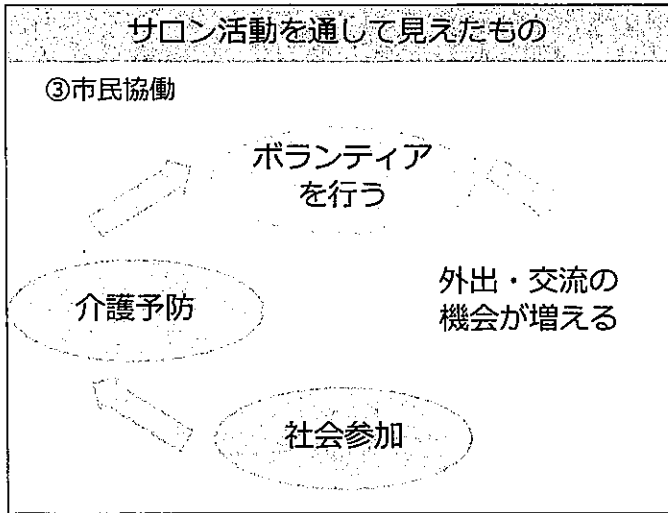 サロン活動を通して見えたもの
③市民協働
ボランティア
を行う
外出・交流の
機会が増える
介護予防
社会参加